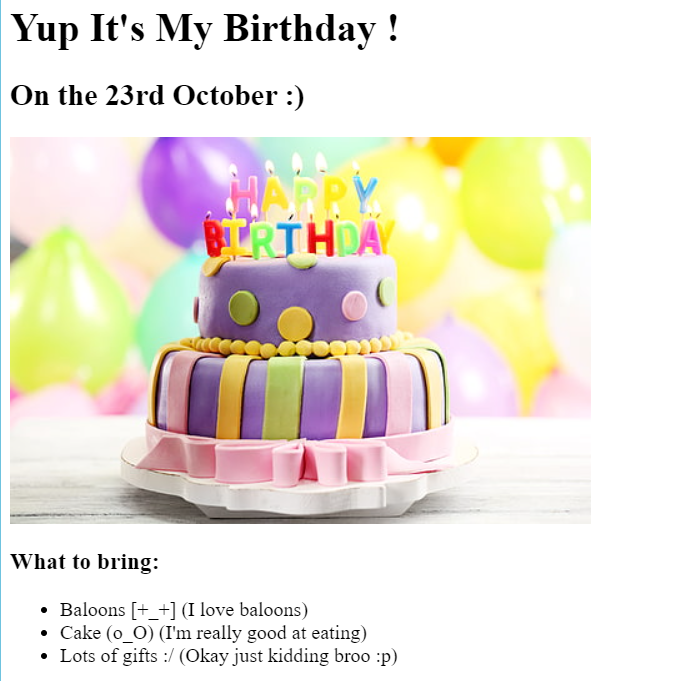 Yup It's My Birthday !
On the 23rd October :)
HAPPY
BIRTHDAY
What to bring:
Baloons [+_+] (I love baloons)
Cake (o_O) (I'm really good at eating)
Lots of gifts :/ (Okay just kidding broo :p)